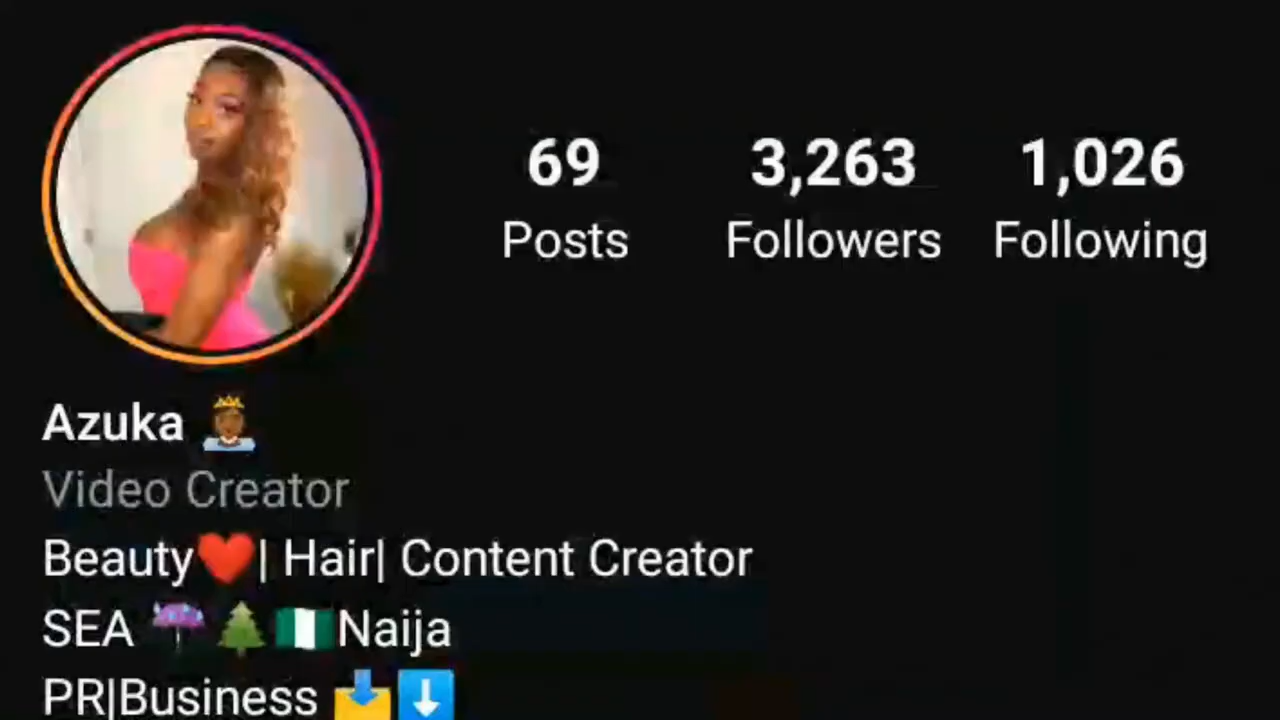 69 3,263 1,026
Posts Followers Following
Azuka 👸🏾
Video Creator
Beauty❤️| Hair| Content Creator
SEA ☔🌲🇳🇬Naija
PR|Business 📩⬇️